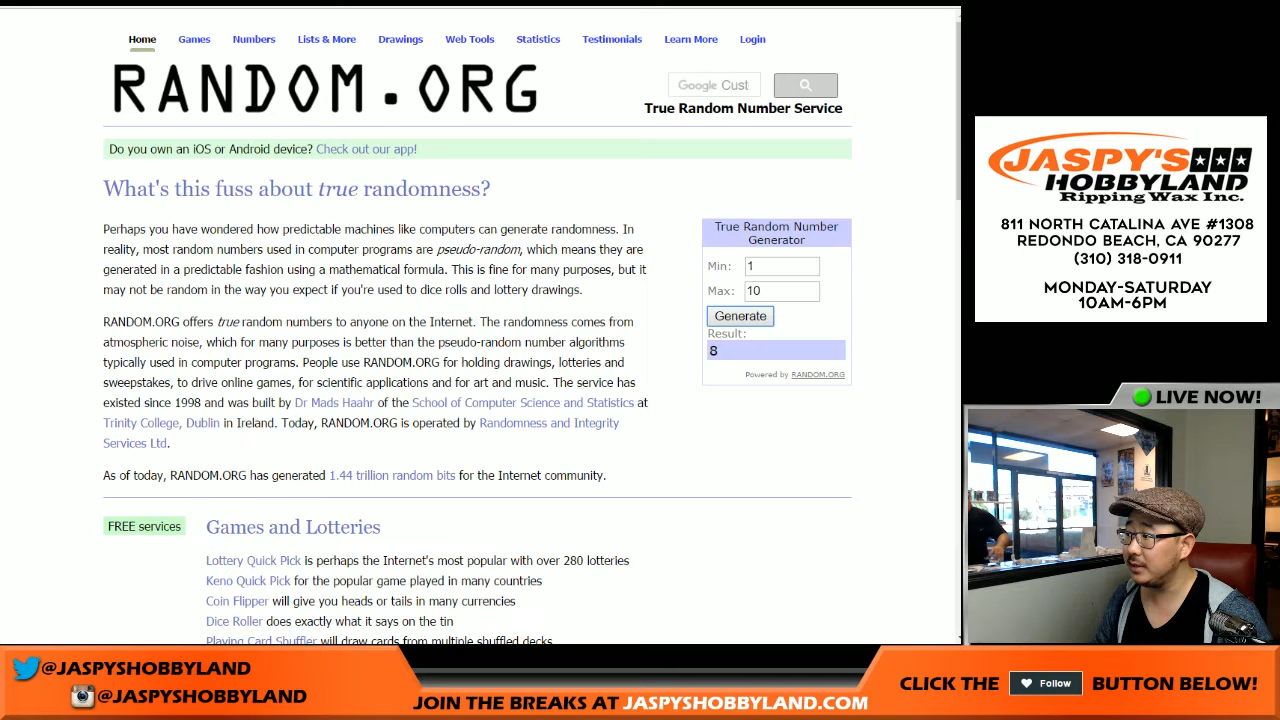 Home Games Numbers Lists & More Drawings Web Tools Statistics Testimonials Learn More Login
RANDOM.ORG
Google Cust
True Random Number Service
Do you own an iOS or Android device? Check out our app!
What's this fuss about true randomness?
Perhaps you have wondered how predictable machines like computers can generate randomness. In
reality, most random numbers used in computer programs are pseudo-random, which means they are
generated in a predictable fashion using a mathematical formula. This is fine for many purposes, but it
may not be random in the way you expect if you're used to dice rolls and lottery drawings.
RANDOM.ORG offers true random numbers to anyone on the Internet. The randomness comes from
atmospheric noise, which for many purposes is better than the pseudo-random number algorithms
typically used in computer programs. People use RANDOM.ORG for holding drawings, lotteries and
sweepstakes, to drive online games, for scientific applications and for art and music. The service has
existed since 1998 and was built by Dr Mads Haahr of the School of Computer Science and Statistics at
Trinity College, Dublin in Ireland. Today, RANDOM.ORG is operated by Randomness and Integrity
Services Ltd.
As of today, RANDOM.ORG has generated 1.44 trillion random bits for the Internet community.
True Random Number
Generator
Min: 1
Max: 10
Generate
Result:
8
Powered by RANDOM.ORG
FREE services
Games and Lotteries
Lottery Quick Pick is perhaps the Internet's most popular with over 280 lotteries
Keno Quick Pick for the popular game played in many countries
Coin Flipper will give you heads or tails in many currencies
Dice Roller does exactly what it says on the tin
Playing Card Shuffler will draw cards from multiple shuffled decks
JASPY'S
HOBBYLAND
Ripping Wax Inc.
811 NORTH CATALINA AVE #1308
REDONDO BEACH, CA 90277
(310) 318-0911
MONDAY-SATURDAY
10AM-6PM
LIVE NOW!
@JASPYSHOBBYLAND
@JASPYSHOBBYLAND
JOIN THE BREAKS AT JASPYSHOBBYLAND.COM
CLICK THE Follow BUTTON BELOW!